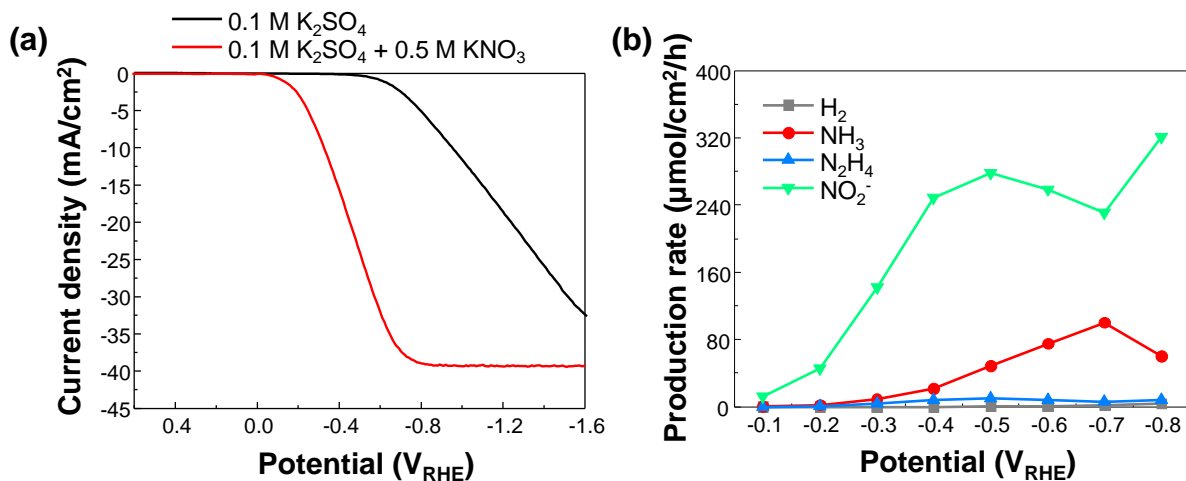 (a)
0.1 M K₂SO₄
0.1 M K₂SO₄ + 0.5 M KNO₃
Current density (mA/cm²)
0
-5
-10
-15
-20
-25
-30
-35
-40
-45
0.4 0.0 -0.4 -0.8 -1.2 -1.6
Potential (V_RHE)
(b)
Production rate (µmol/cm²/h)
400
320
240
160
80
0
H₂
NH₃
N₂H₄
NO₂⁻
-0.1 -0.2 -0.3 -0.4 -0.5 -0.6 -0.7 -0.8
Potential (V_RHE)